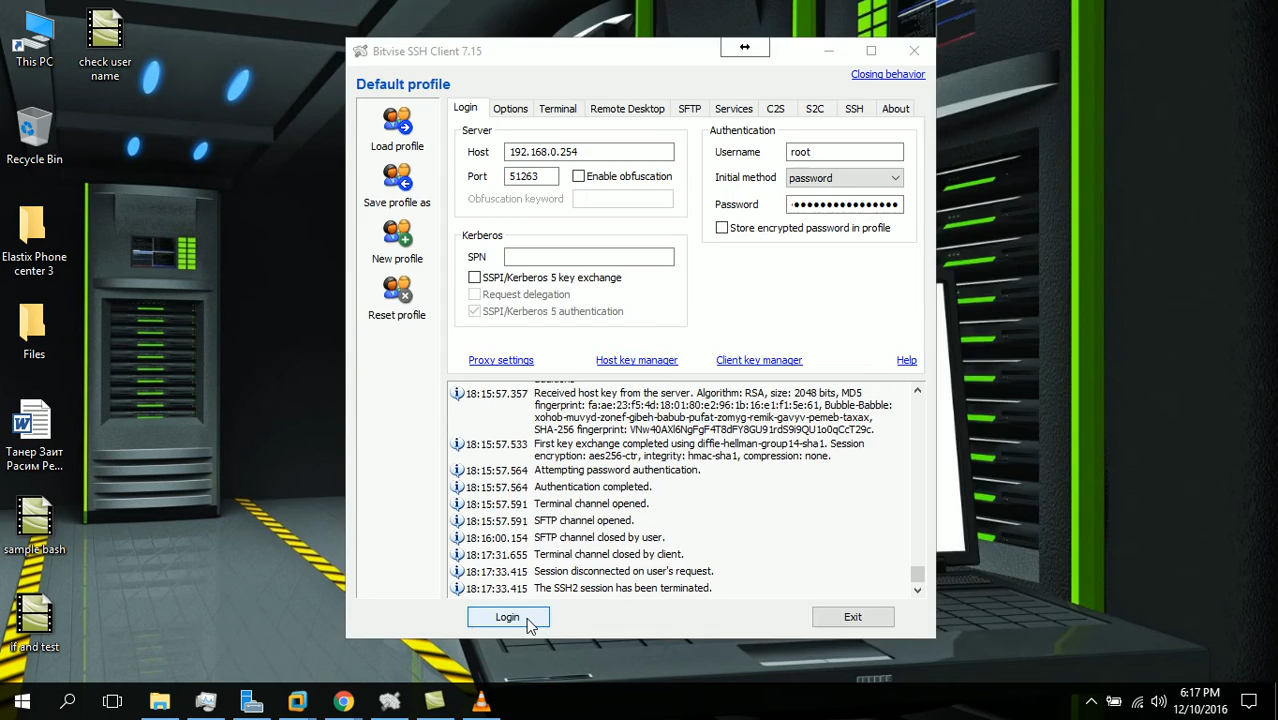 This PC
check user
name
Recycle Bin
Elastix Phone
center 3
Files
Танер Заит
Расим Ре...
sample bash
if and test
Bitvise SSH Client 7.15
Default profile
Closing behavior
Load profile
Save profile as
New profile
Reset profile
Login Options Terminal Remote Desktop SFTP Services C2S S2C SSH About
Server
Host 192.168.0.254
Port 51263 Enable obfuscation
Obfuscation keyword
Kerberos
SPN
SSPI/Kerberos 5 key exchange
Request delegation
SSPI/Kerberos 5 authentication
Authentication
Username root
Initial method password
Password ••••••••••••••••
Store encrypted password in profile
Proxy settings Host key manager Client key manager Help
18:15:57.357 Received host key from the server. Algorithm: RSA, size: 2048 bits, MD5
fingerprint: fa:ae:23:f5:4d:18:01:80:e2:96:1b:16:e1:f1:5e:61, Bubble-Babble:
xohob-muvyd-zonef-gibeh-babub-pufat-zomyg-remik-gavyv-pemeb-taxax,
SHA-256 fingerprint:
18:15:57.533 First key exchange completed using diffie-hellman-group14-sha1. Session
encryption: aes256-ctr, integrity: hmac-sha1, compression: none.
18:15:57.564 Attempting password authentication.
18:15:57.564 Authentication completed.
18:15:57.591 Terminal channel opened.
18:15:57.591 SFTP channel opened.
18:16:00.154 SFTP channel closed by user.
18:17:31.655 Terminal channel closed by client.
18:17:33.415 Session disconnected on user's request.
18:17:33.415 The SSH2 session has been terminated.
Login Exit
6:17 PM
12/10/2016